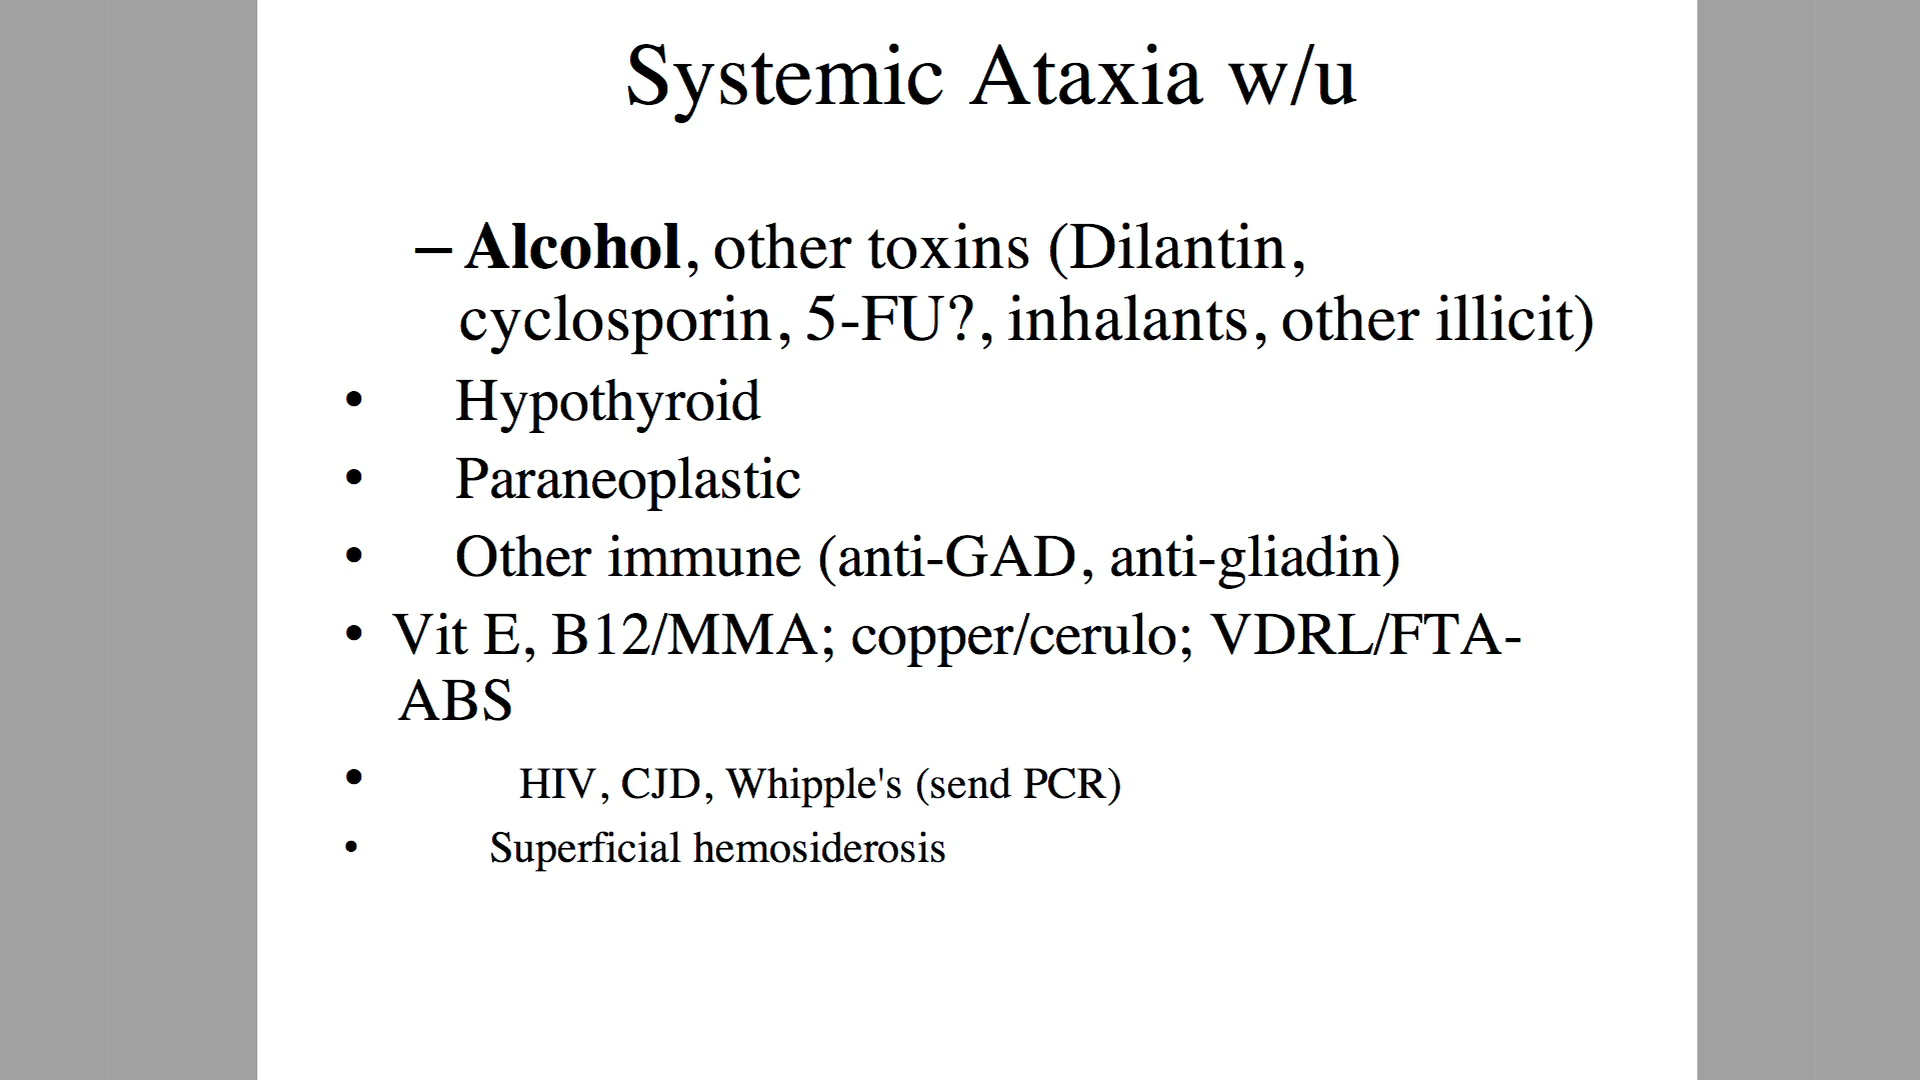 Systemic Ataxia w/u
– Alcohol, other toxins (Dilantin,
cyclosporin, 5-FU?, inhalants, other illicit)
• Hypothyroid
• Paraneoplastic
• Other immune (anti-GAD, anti-gliadin)
• Vit E, B12/MMA; copper/cerulo; VDRL/FTA-
ABS
• HIV, CJD, Whipple's (send PCR)
• Superficial hemosiderosis